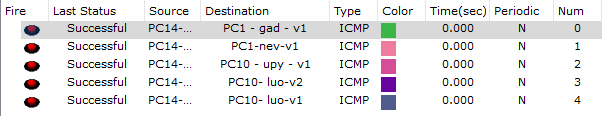 Fire Last Status Source Destination Type Color Time(sec) Periodic Num
Successful PC14-... PC1 - gad - v1 ICMP 0.000 N 0
Successful PC14-... PC1-nev-v1 ICMP 0.000 N 1
Successful PC14-... PC10 - upy - v1 ICMP 0.000 N 2
Successful PC14-... PC10- luo-v2 ICMP 0.000 N 3
Successful PC14-... PC10- luo-v1 ICMP 0.000 N 4